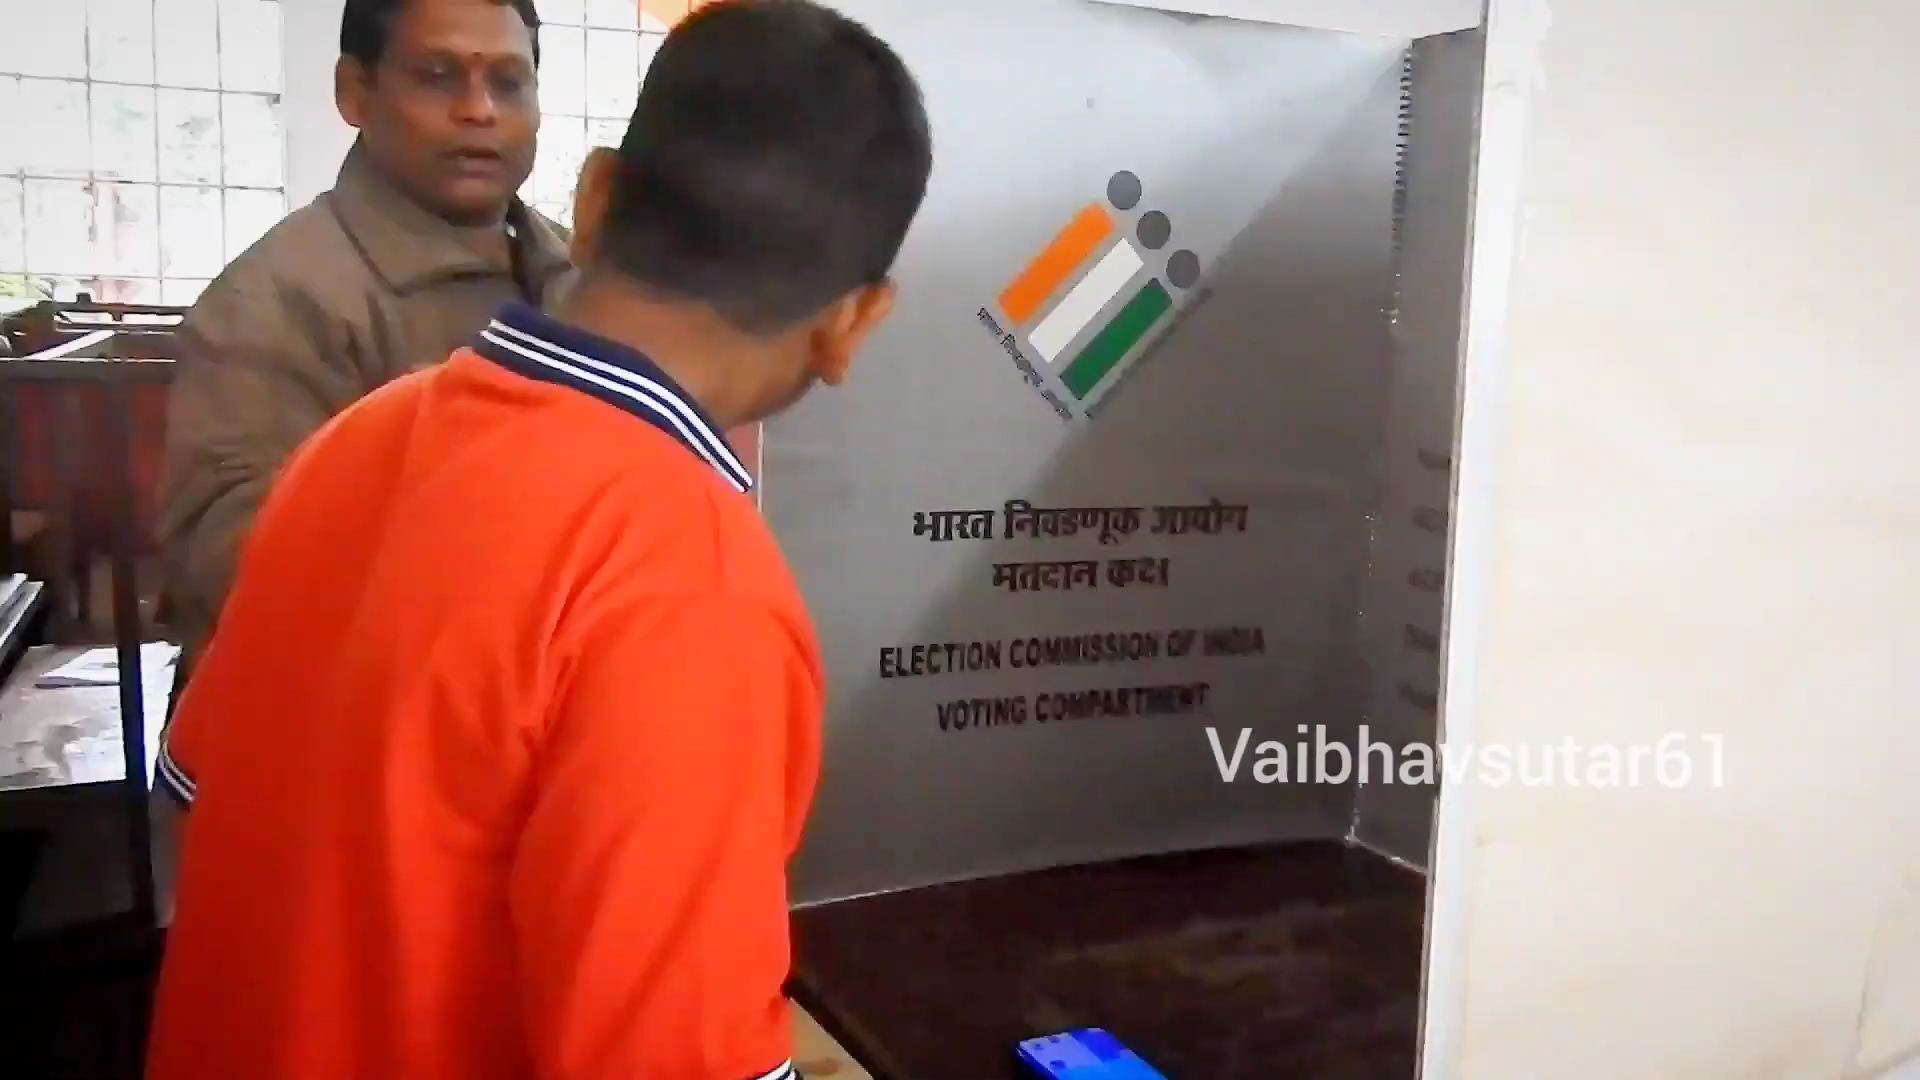 भारत निवडणूक आयोग
मतदान कक्ष
ELECTION COMMISSION OF INDIA
VOTING COMPARTMENT
Vaibhavsutar61